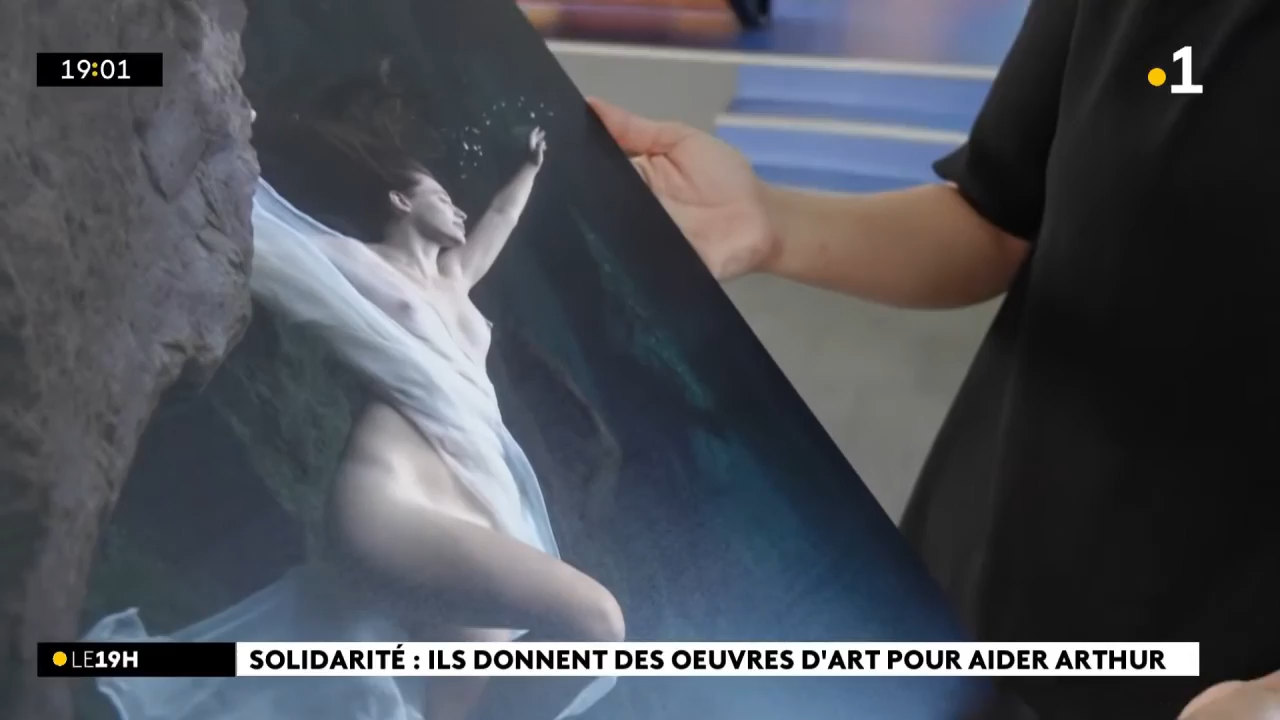 19:01
1
LE19H
SOLIDARITÉ : ILS DONNENT DES OEUVRES D'ART POUR AIDER ARTHUR